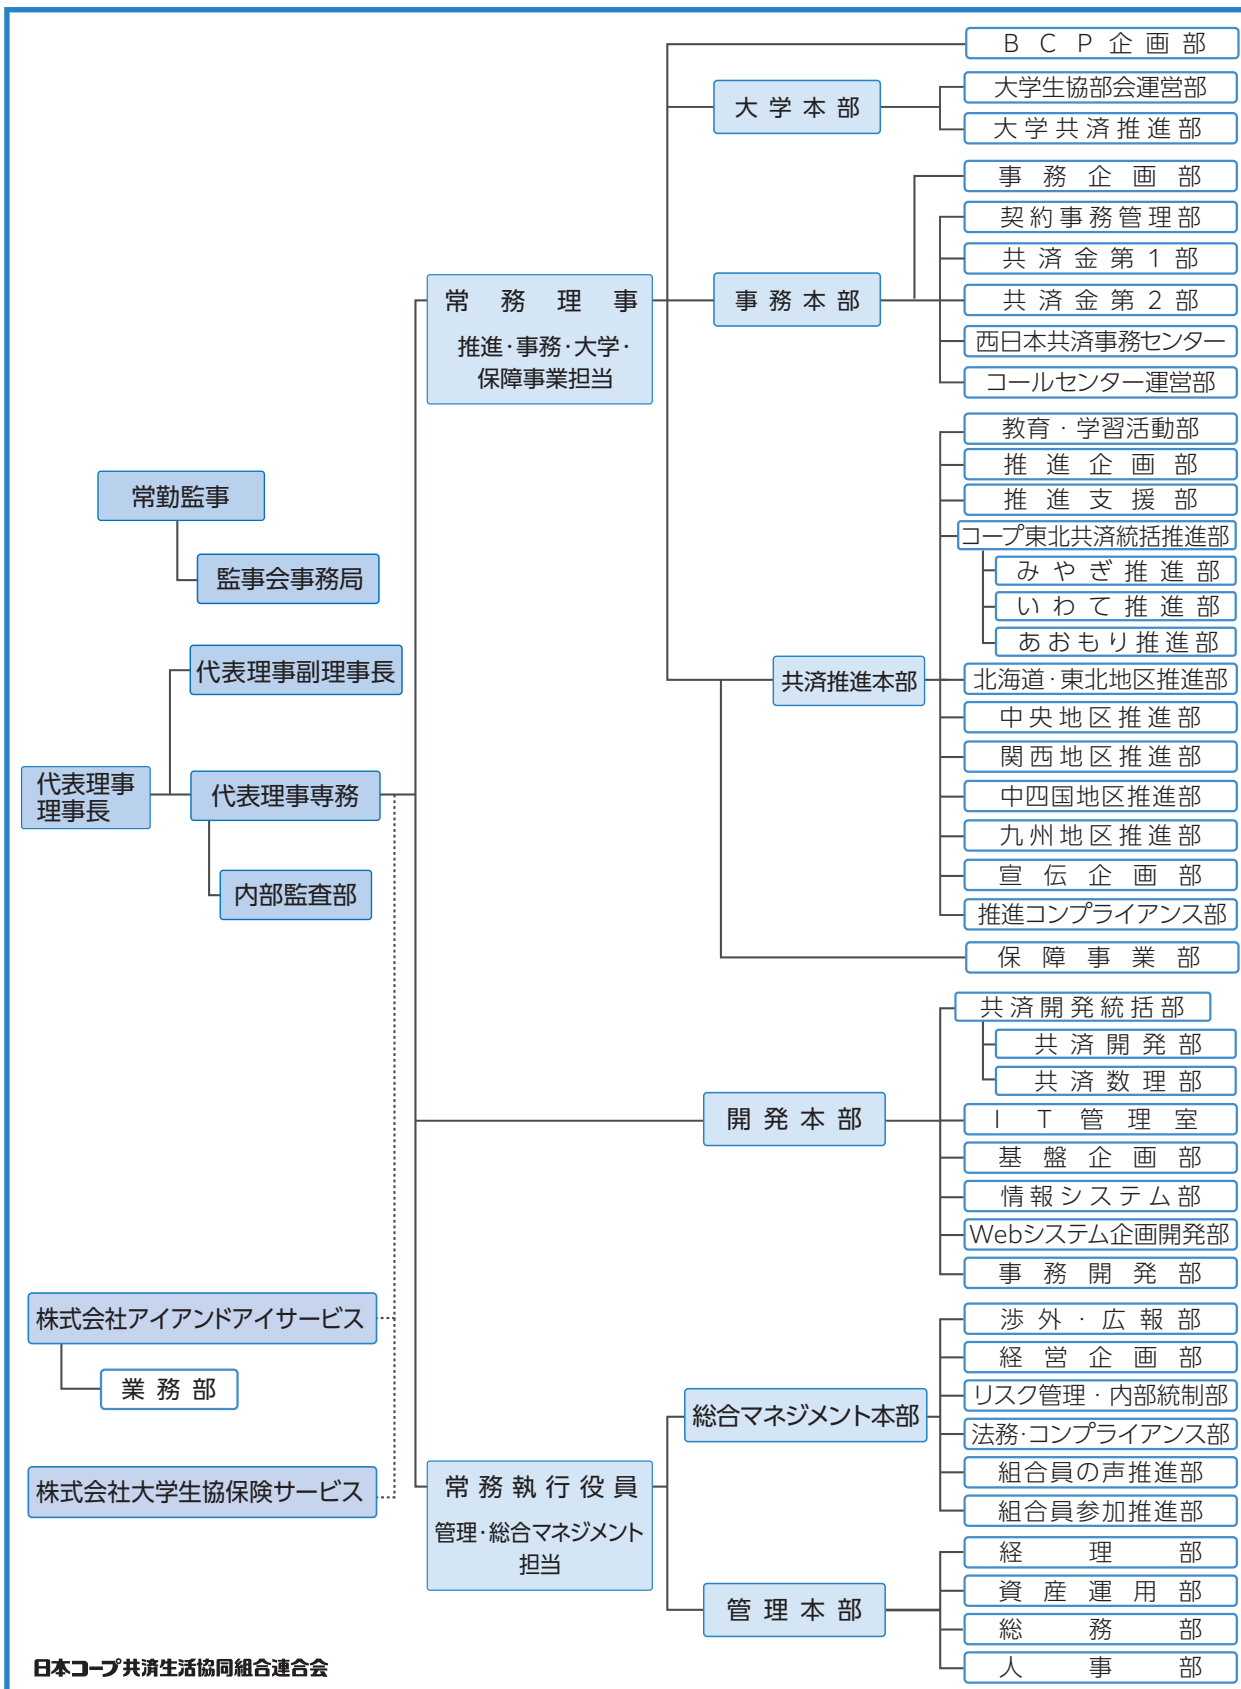 BCP企画部
大学本部
大学生協部会運営部
大学共済推進部
事務企画部
契約事務管理部
共済金第1部
常務理事
推進・事務・大学・
保障事業担当
事務本部
共済金第2部
西日本共済事務センター
コールセンター運営部
教育・学習活動部
推進企画部
推進支援部
コープ東北共済統括推進部
みやぎ推進部
いわて推進部
あおもり推進部
常勤監事
監事会事務局
代表理事副理事長
共済推進本部
北海道・東北地区推進部
中央地区推進部
関西地区推進部
中四国地区推進部
九州地区推進部
宣伝企画部
推進コンプライアンス部
代表理事
理事長
代表理事専務
内部監査部
保障事業部
共済開発統括部
共済開発部
共済数理部
開発本部
IT管理室
基盤企画部
情報システム部
Webシステム企画開発部
事務開発部
株式会社アイアンドアイサービス
業務部
株式会社大学生協保険サービス
渉外・広報部
経営企画部
リスク管理・内部統制部
総合マネジメント本部
法務・コンプライアンス部
組合員の声推進部
組合員参加推進部
常務執行役員
管理・総合マネジメント
担当
経理部
資産運用部
管理本部
総務部
人事部
日本コープ共済生活協同組合連合会